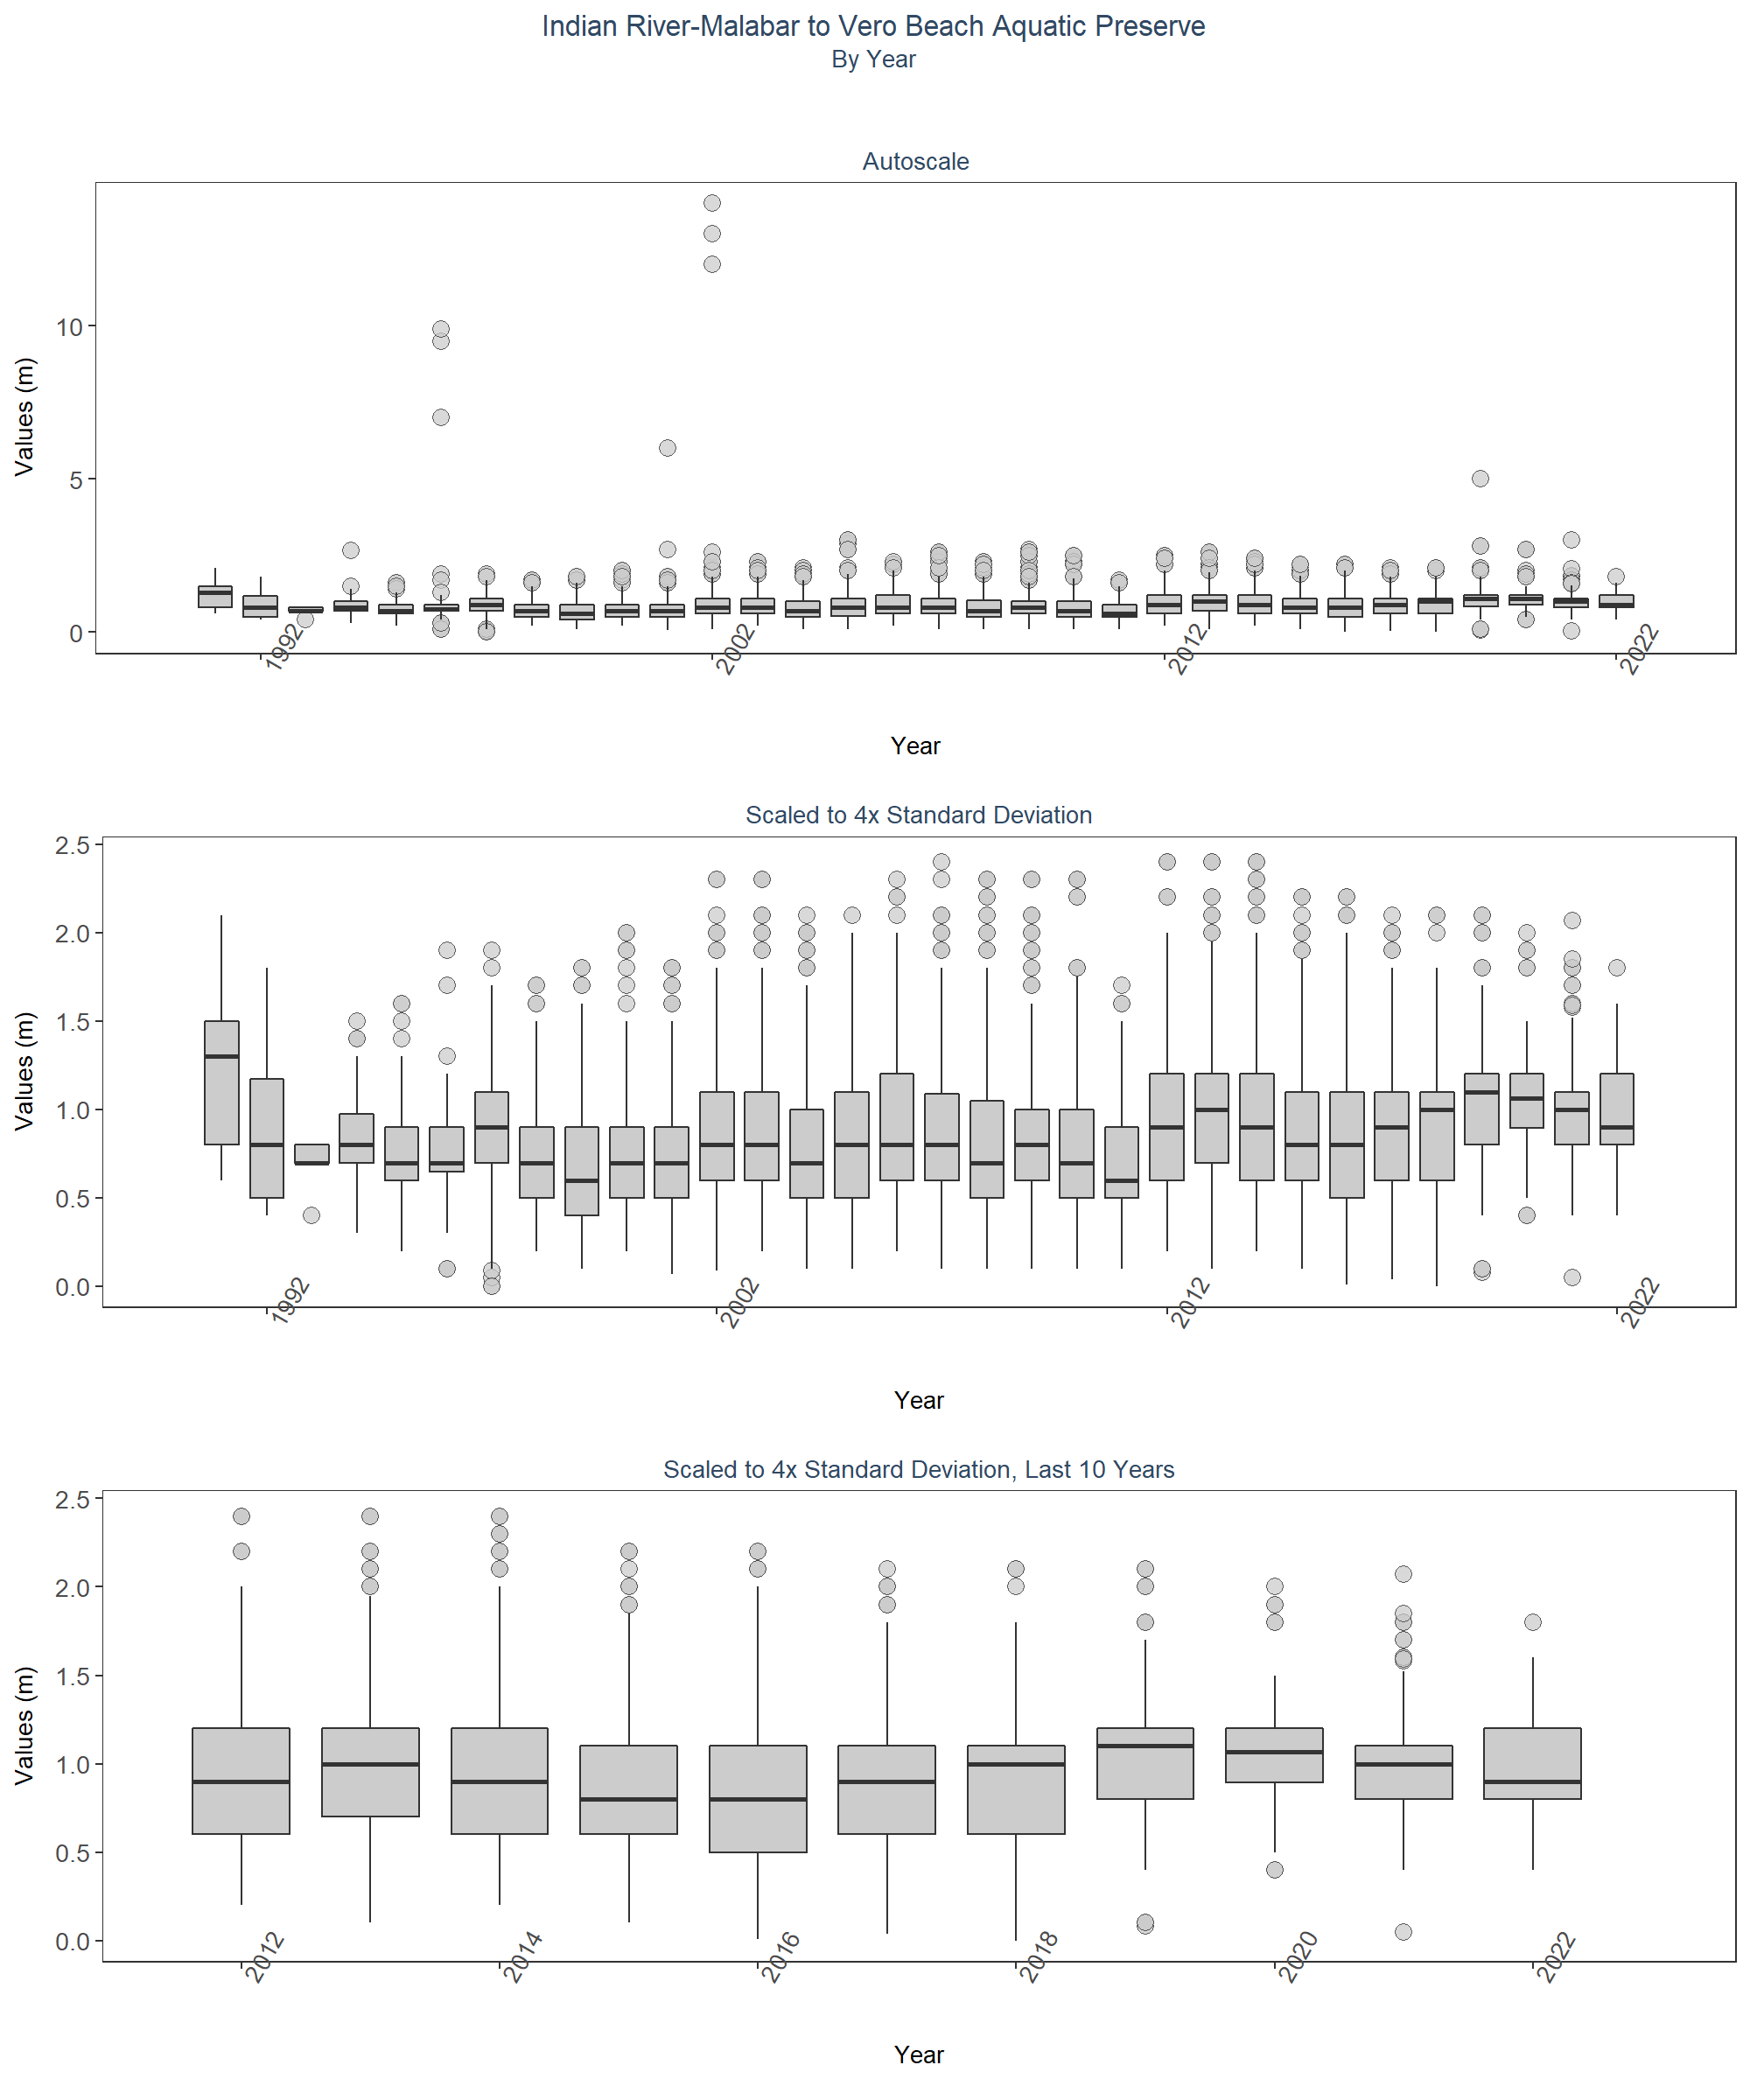 Indian River-Malabar to Vero Beach Aquatic Preserve
By Year
Autoscale
Values (m)
10
5
0
1992
2002
2012
2022
Year
Scaled to 4x Standard Deviation
Values (m)
2.5
2.0
1.5
1.0
0.5
0.0
1992
2002
2012
2022
Year
Scaled to 4x Standard Deviation, Last 10 Years
Values (m)
2.5
2.0
1.5
1.0
0.5
0.0
2012
2014
2016
2018
2020
2022
Year